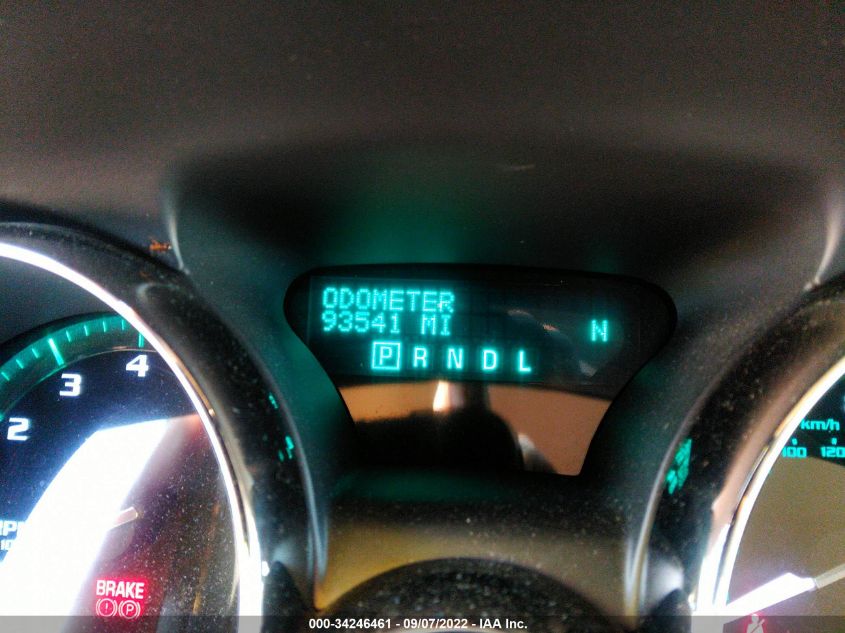 ODOMETER
93541 MI
N
P R N D L
4
3
2
km/h
100 120
BRAKE
(!) (P)
000-34246461 - 09/07/2022 - IAA Inc.